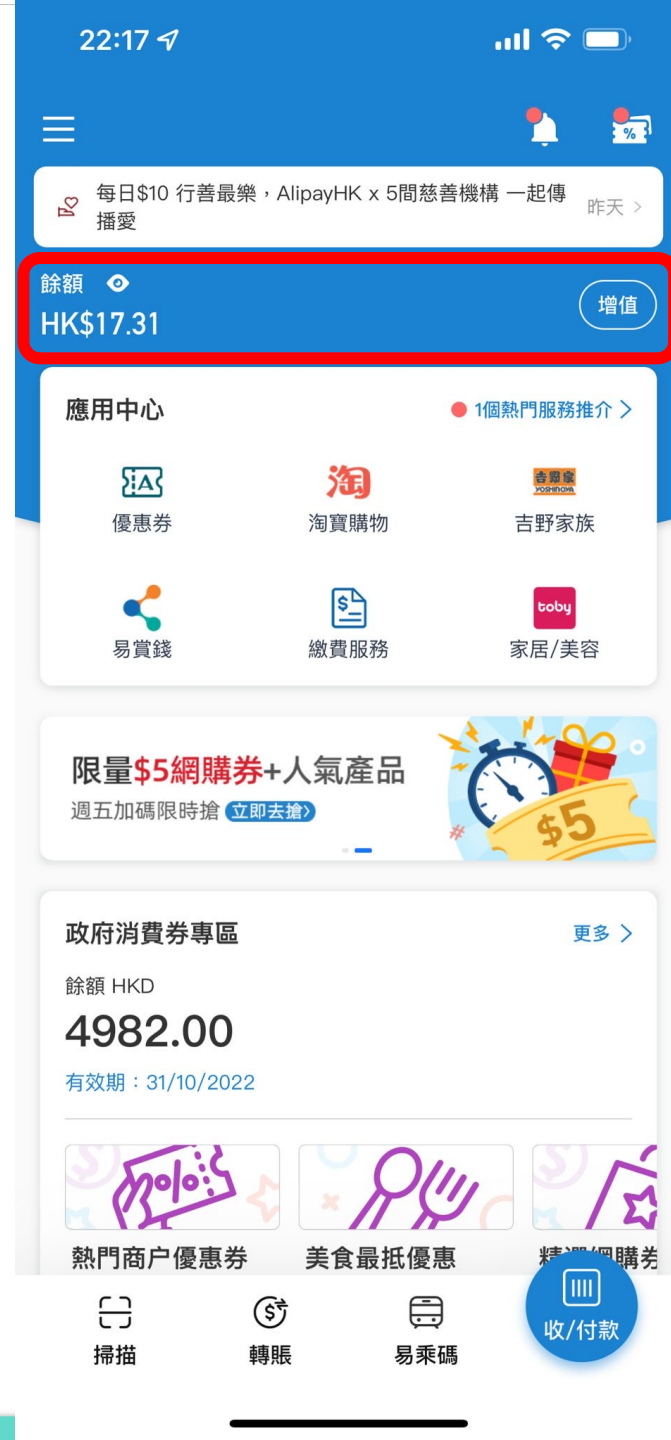 22:17
%
每日$10 行善最樂，AlipayHK x 5間慈善機構 一起傳
播愛
昨天 >
餘額
HK$17.31
增值
應用中心
1個熱門服務推介 >
A
淘
吉野家
YOSHINOYA
優惠券
淘寶購物
吉野家族
$
toby
易賞錢
繳費服務
家居/美容
限量$5網購券+人氣產品
週五加碼限時搶 立即去搶>
#
$5
政府消費券專區
更多 >
餘額 HKD
4982.00
有效期：31/10/2022
%
熱門商户優惠券
美食最抵優惠
精選網購券
掃描
轉賬
易乘碼
收/付款